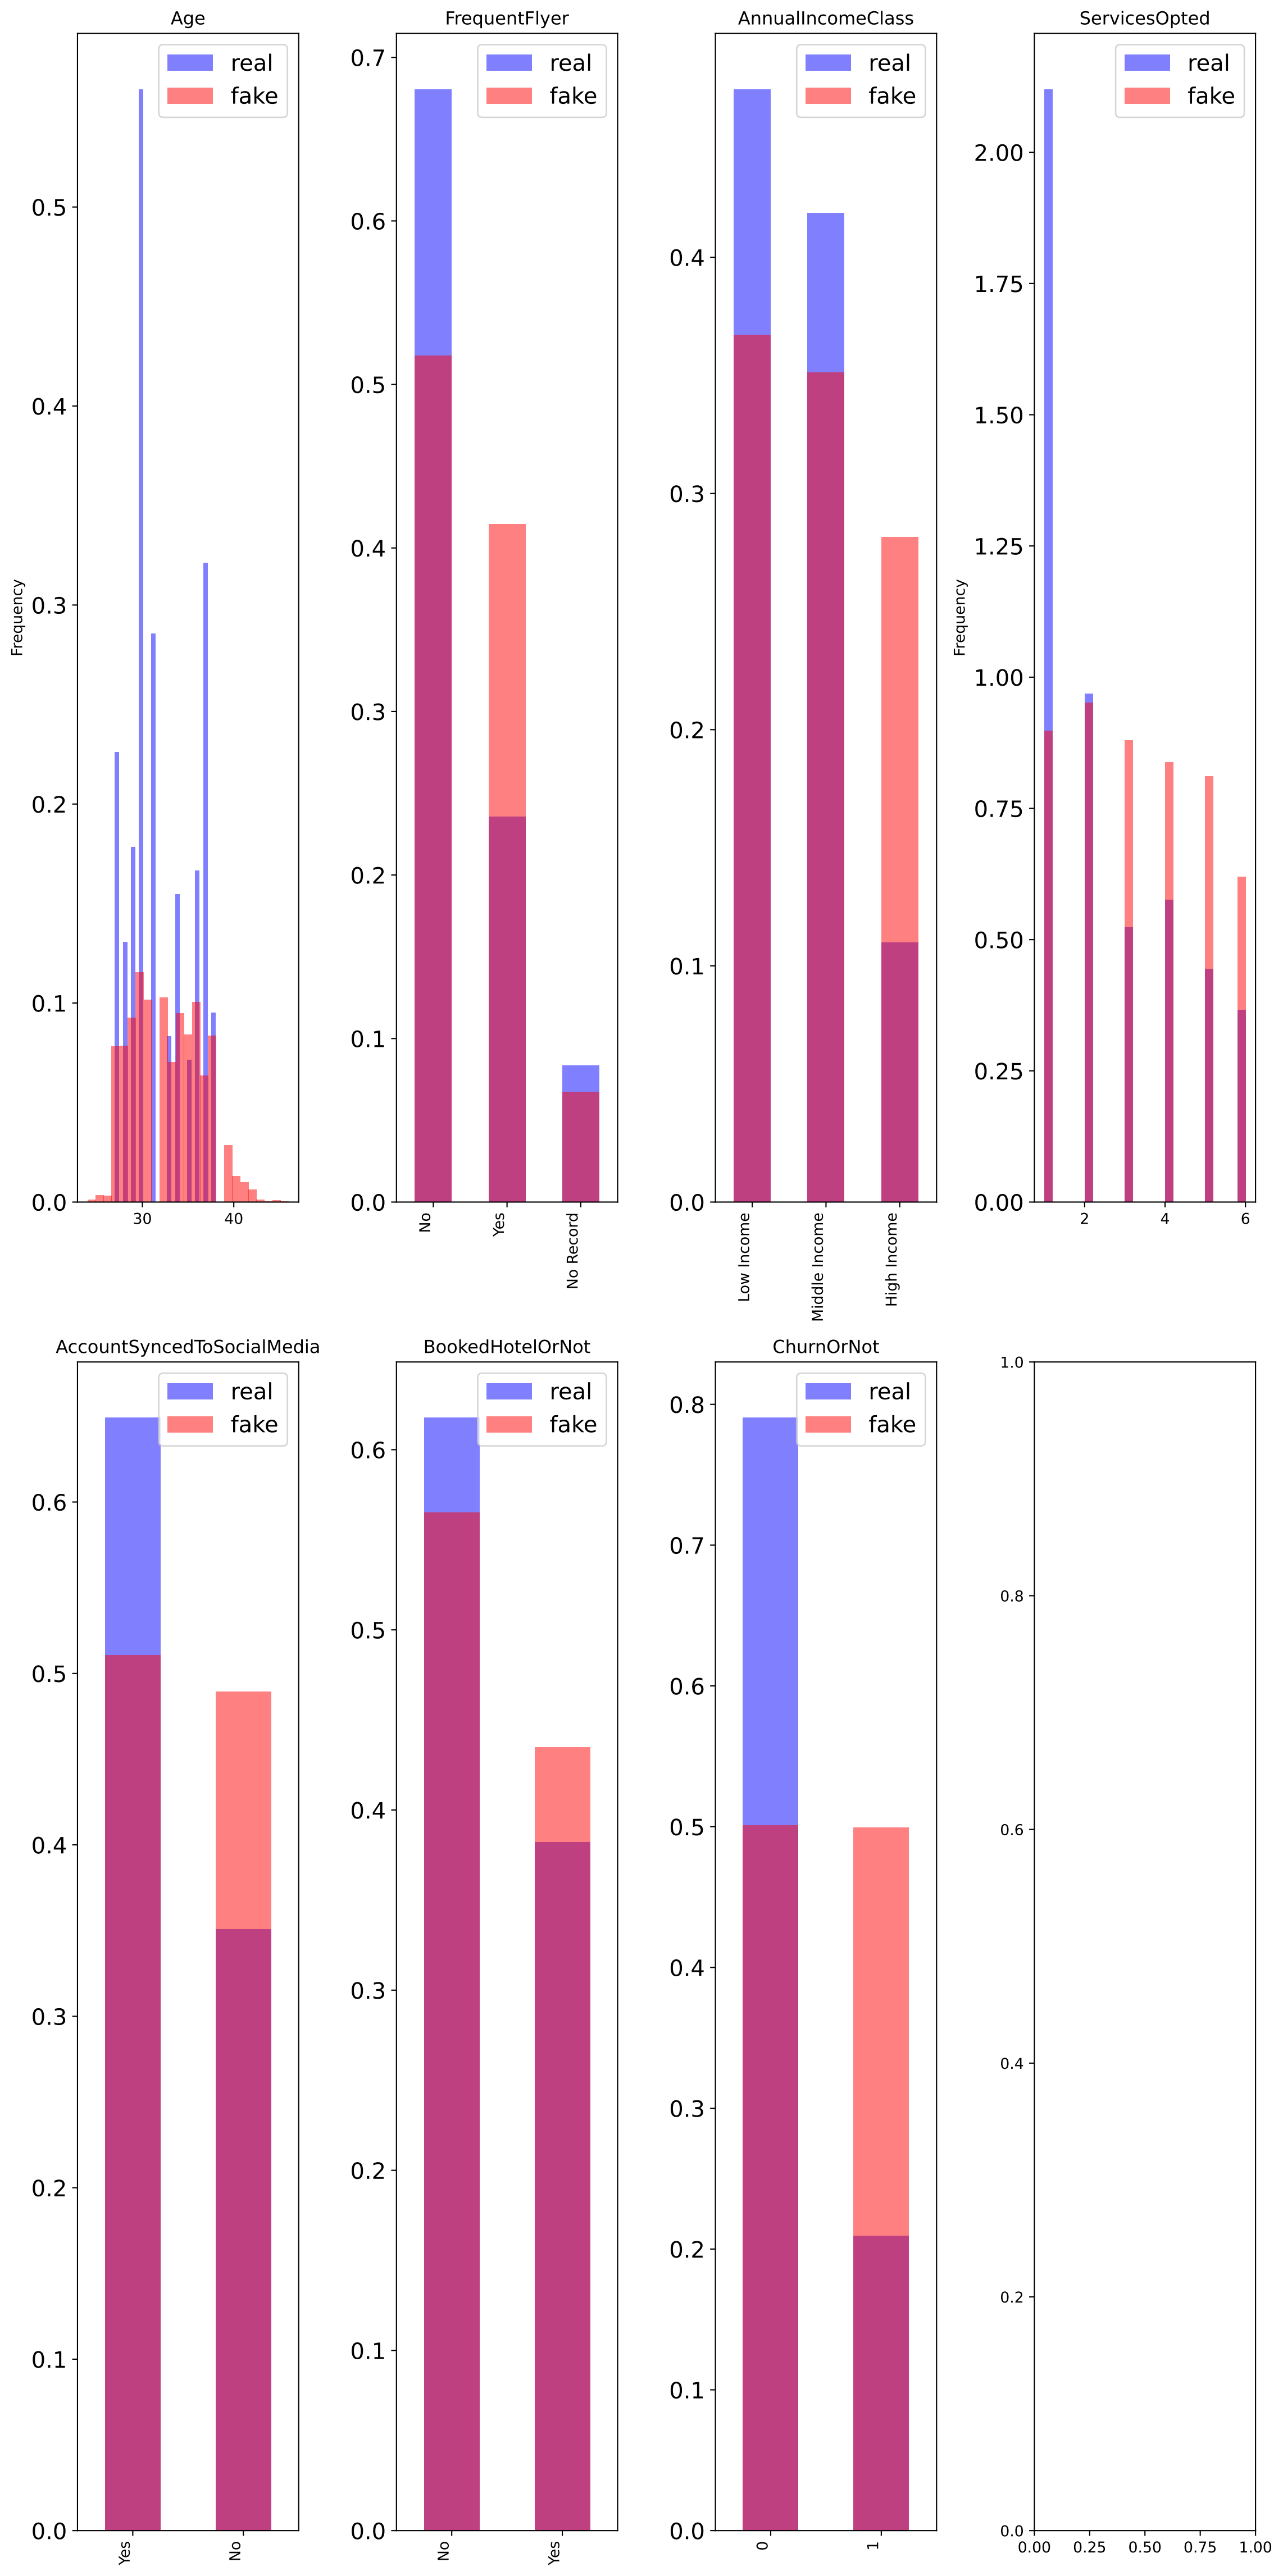 Age
FrequentFlyer
AnnualIncomeClass
ServicesOpted
real
fake
real
fake
real
fake
real
fake
Frequency
0.5
0.4
0.3
0.2
0.1
0.0
30
40
0.7
0.6
0.5
0.4
0.3
0.2
0.1
0.0
No
Yes
No Record
0.4
0.3
0.2
0.1
0.0
Low Income
Middle Income
High Income
Frequency
2.00
1.75
1.50
1.25
1.00
0.75
0.50
0.25
0.00
2
4
6
AccountSyncedToSocialMedia
BookedHotelOrNot
ChurnOrNot
real
fake
real
fake
real
fake
0.6
0.5
0.4
0.3
0.2
0.1
0.0
Yes
No
0.6
0.5
0.4
0.3
0.2
0.1
0.0
No
Yes
0.8
0.7
0.6
0.5
0.4
0.3
0.2
0.1
0.0
0
1
1.0
0.8
0.6
0.4
0.2
0.0
0.00
0.25
0.50
0.75
1.00